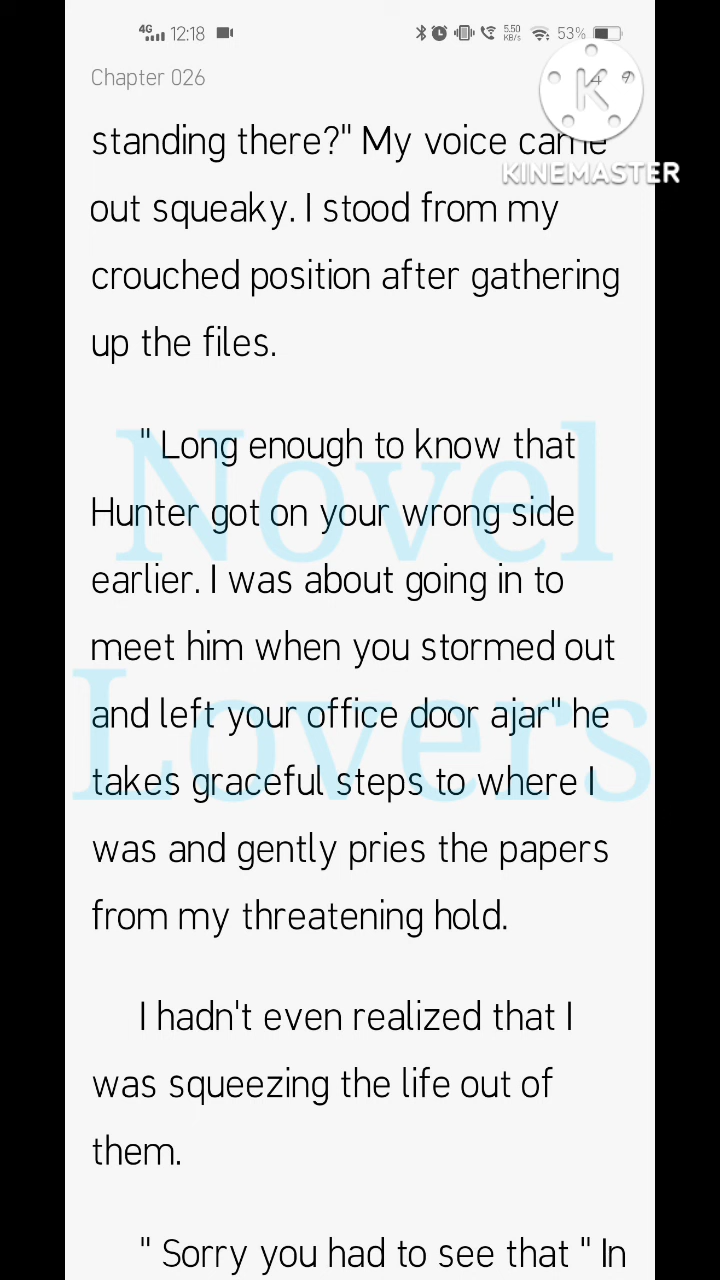 4G 12:18 5.50 KB/s 53%
Chapter 026
K
KINEMASTER
standing there?" My voice came
out squeaky. I stood from my
crouched position after gathering
up the files.
" Long enough to know that
Hunter got on your wrong side
earlier. I was about going in to
meet him when you stormed out
and left your office door ajar" he
takes graceful steps to where I
was and gently pries the papers
from my threatening hold.
I hadn't even realized that I
was squeezing the life out of
them.
" Sorry you had to see that " In
Novel
Lovers